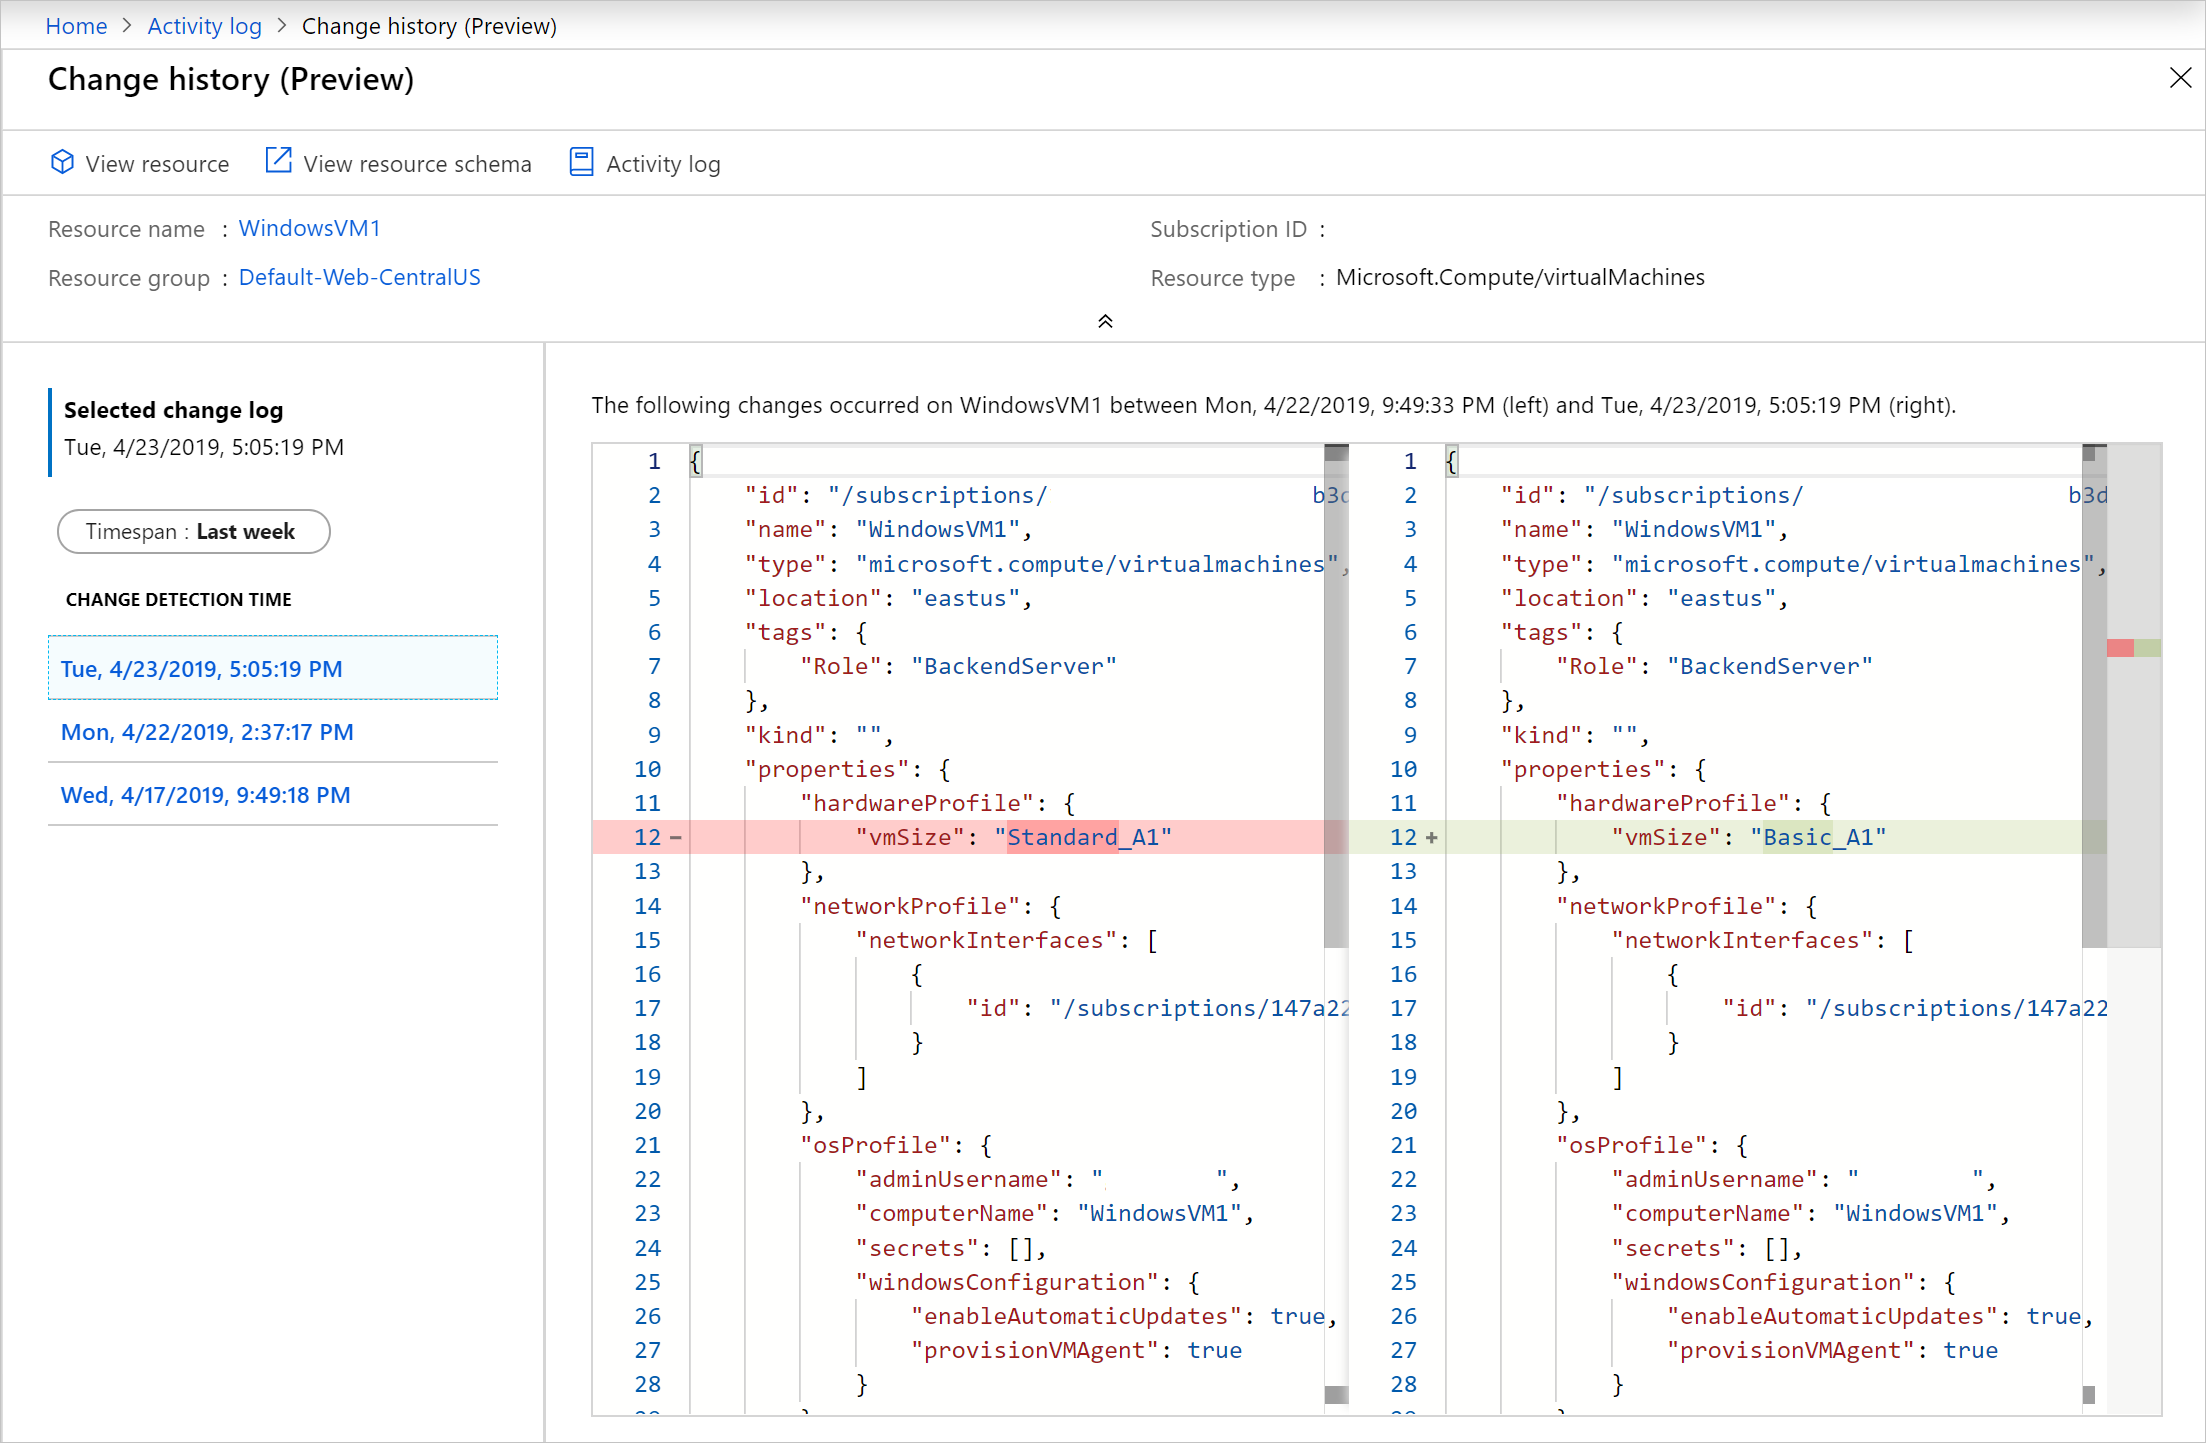 Home > Activity log > Change history (Preview)
Change history (Preview)
View resource View resource schema Activity log
Resource name : WindowsVM1
Subscription ID :
Resource group : Default-Web-CentralUS
Resource type : Microsoft.Compute/virtualMachines
Selected change log
Tue, 4/23/2019, 5:05:19 PM
Timespan : Last week
CHANGE DETECTION TIME
Tue, 4/23/2019, 5:05:19 PM
Mon, 4/22/2019, 2:37:17 PM
Wed, 4/17/2019, 9:49:18 PM
The following changes occurred on WindowsVM1 between Mon, 4/22/2019, 9:49:33 PM (left) and Tue, 4/23/2019, 5:05:19 PM (right).
1 {
2 "id": "/subscriptions/ b3d
3 "name": "WindowsVM1",
4 "type": "microsoft.compute/virtualmachines",
5 "location": "eastus",
6 "tags": {
7 "Role": "BackendServer"
8 },
9 "kind": "",
10 "properties": {
11 "hardwareProfile": {
12 - "vmSize": "Standard_A1"
13 },
14 "networkProfile": {
15 "networkInterfaces": [
16 {
17 "id": "/subscriptions/147a22
18 }
19 ]
20 },
21 "osProfile": {
22 "adminUsername": " ",
23 "computerName": "WindowsVM1",
24 "secrets": [],
25 "windowsConfiguration": {
26 "enableAutomaticUpdates": true,
27 "provisionVMAgent": true
28 }
1 {
2 "id": "/subscriptions/ b3d
3 "name": "WindowsVM1",
4 "type": "microsoft.compute/virtualmachines",
5 "location": "eastus",
6 "tags": {
7 "Role": "BackendServer"
8 },
9 "kind": "",
10 "properties": {
11 "hardwareProfile": {
12 + "vmSize": "Basic_A1"
13 },
14 "networkProfile": {
15 "networkInterfaces": [
16 {
17 "id": "/subscriptions/147a22
18 }
19 ]
20 },
21 "osProfile": {
22 "adminUsername": " ",
23 "computerName": "WindowsVM1",
24 "secrets": [],
25 "windowsConfiguration": {
26 "enableAutomaticUpdates": true,
27 "provisionVMAgent": true
28 }